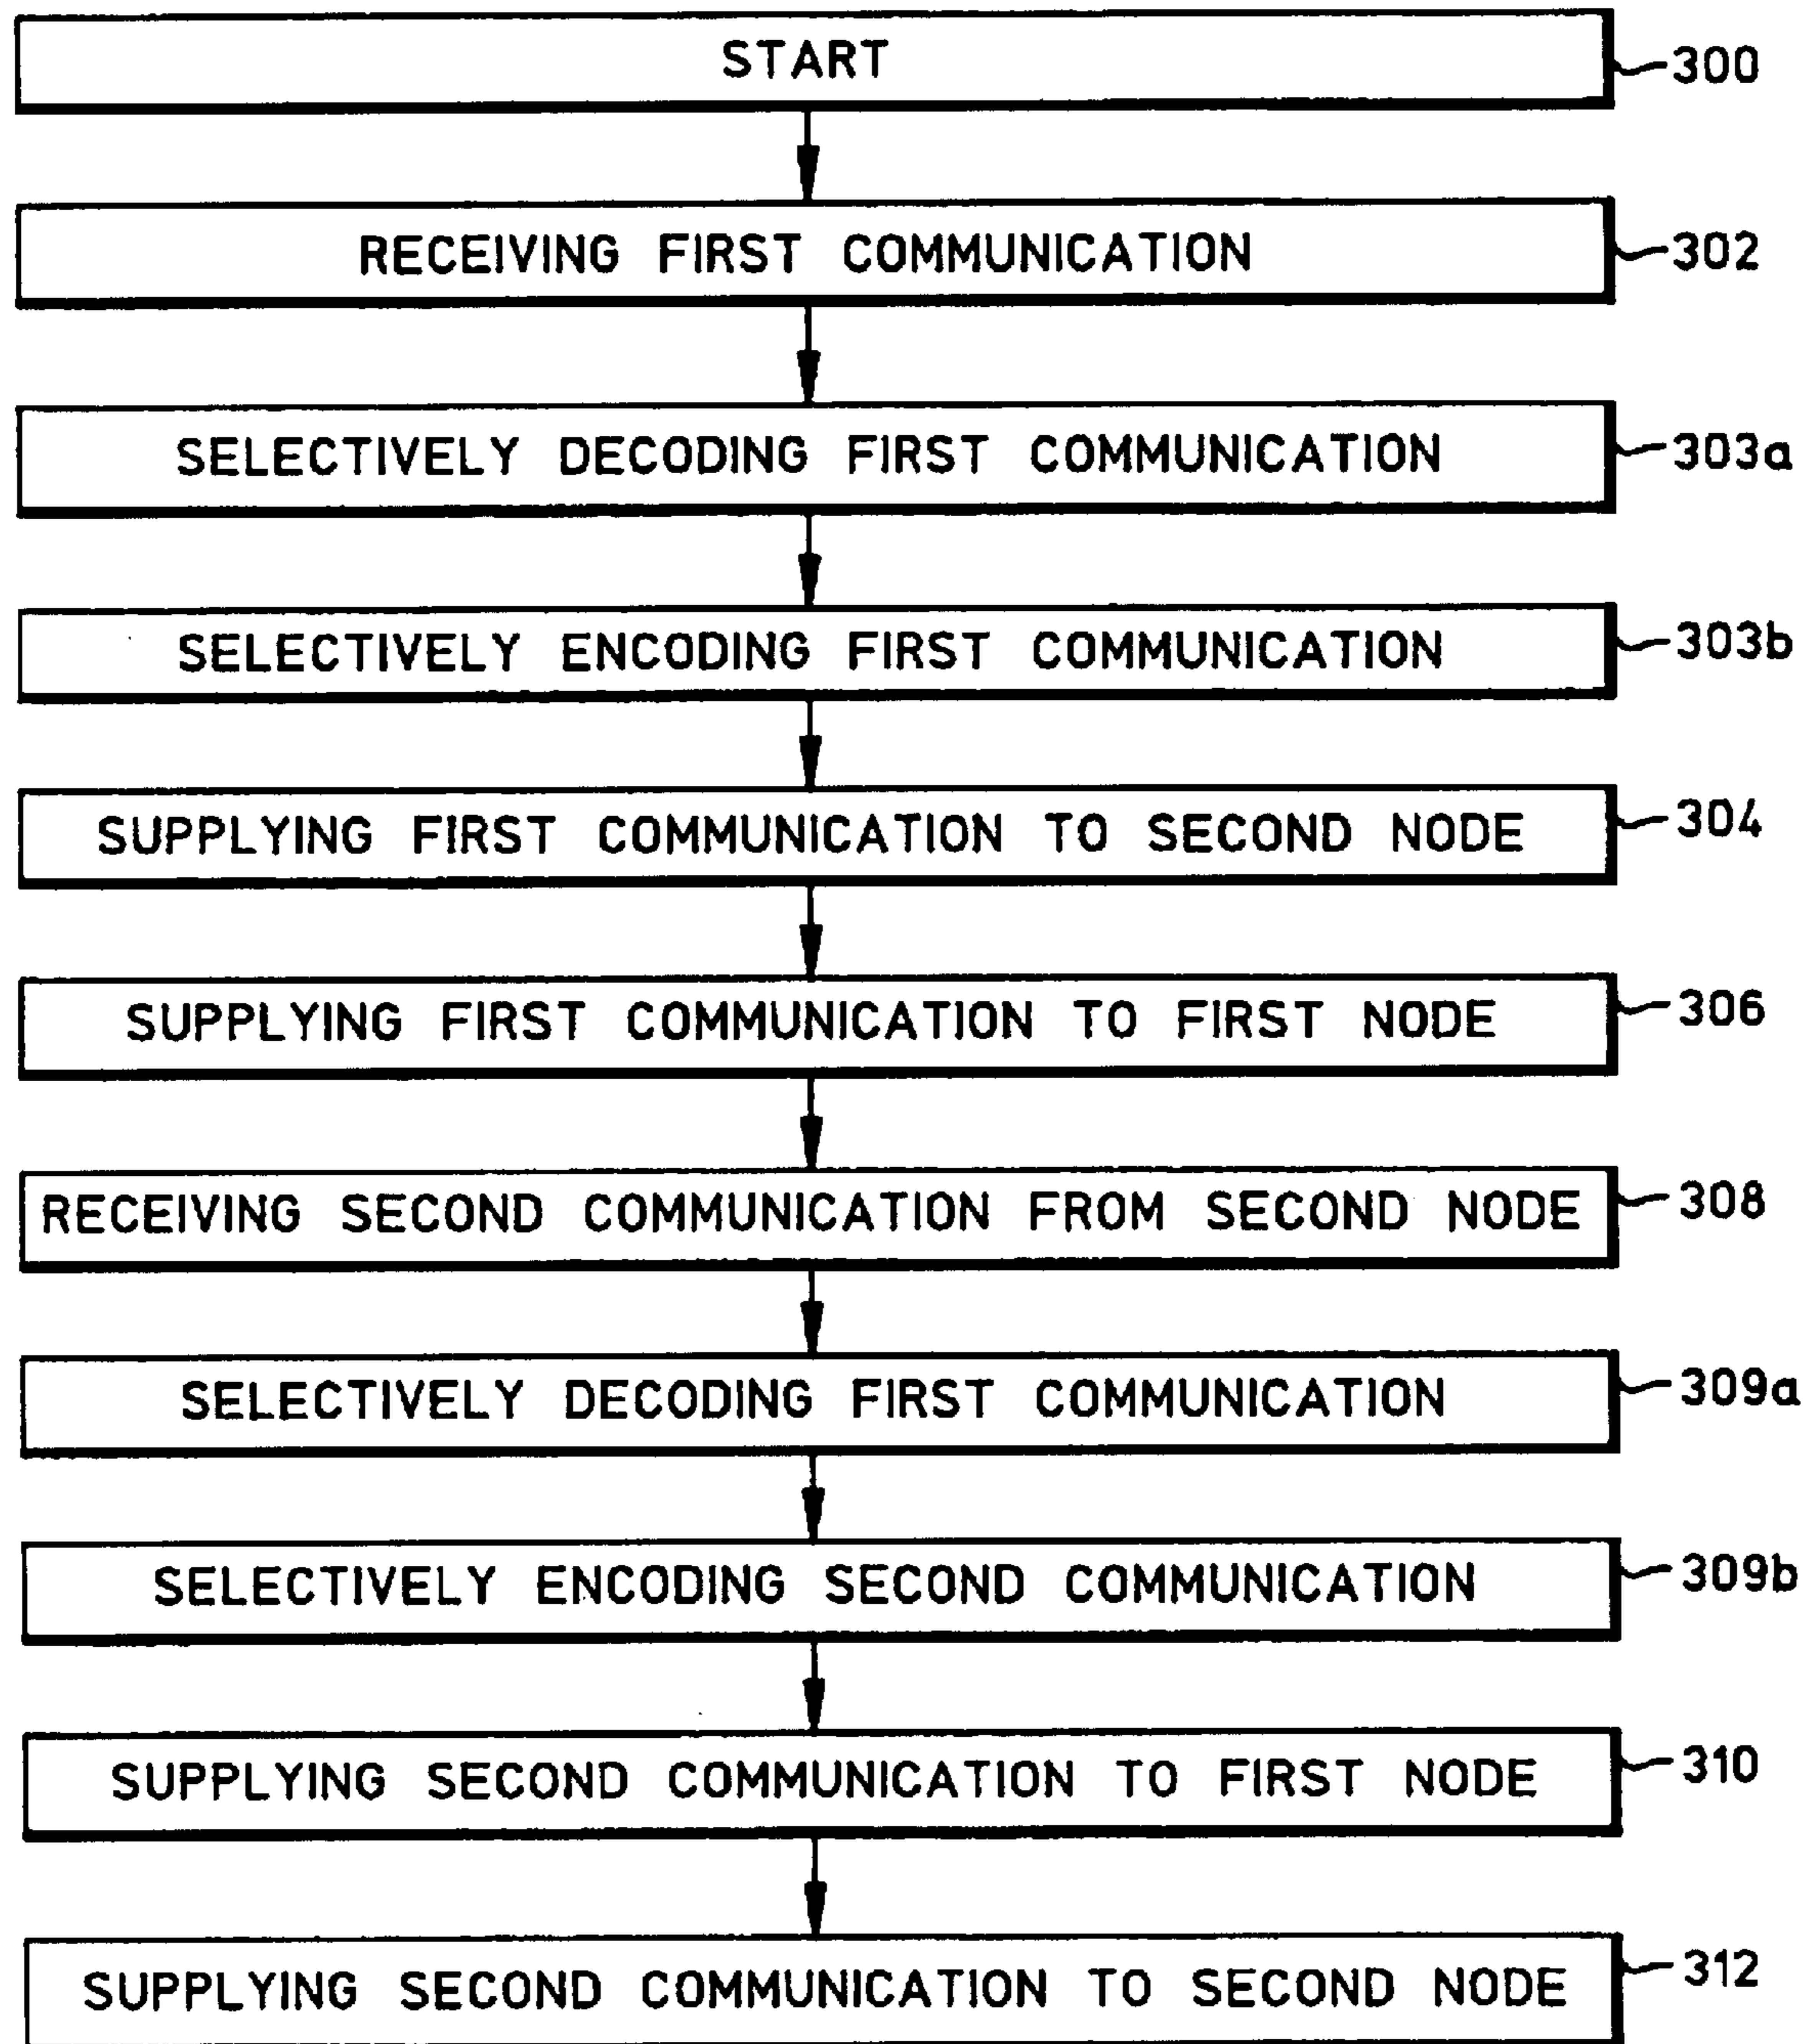 START 300
RECEIVING FIRST COMMUNICATION 302
SELECTIVELY DECODING FIRST COMMUNICATION 303a
SELECTIVELY ENCODING FIRST COMMUNICATION 303b
SUPPLYING FIRST COMMUNICATION TO SECOND NODE 304
SUPPLYING FIRST COMMUNICATION TO FIRST NODE 306
RECEIVING SECOND COMMUNICATION FROM SECOND NODE 308
SELECTIVELY DECODING FIRST COMMUNICATION 309a
SELECTIVELY ENCODING SECOND COMMUNICATION 309b
SUPPLYING SECOND COMMUNICATION TO FIRST NODE 310
SUPPLYING SECOND COMMUNICATION TO SECOND NODE 312